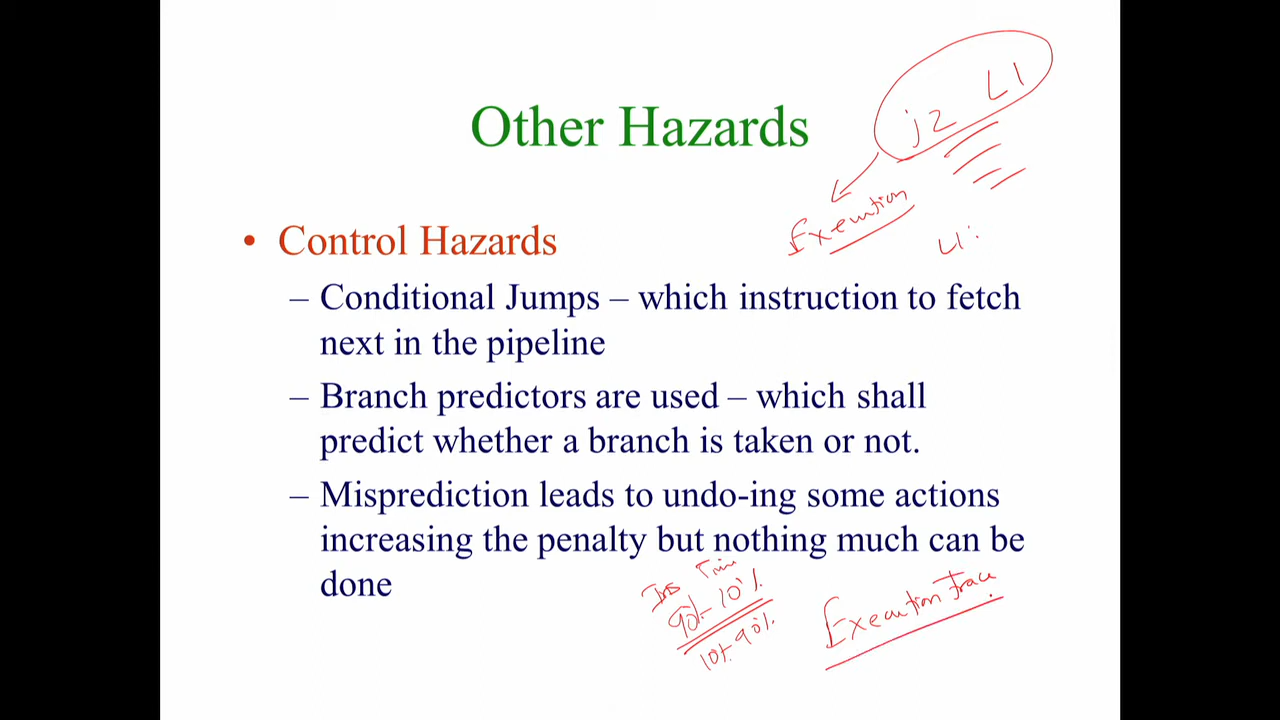 j2 L1
Other Hazards
Execution
L1:
• Control Hazards
– Conditional Jumps – which instruction to fetch
next in the pipeline
– Branch predictors are used – which shall
predict whether a branch is taken or not.
– Misprediction leads to undo-ing some actions
increasing the penalty but nothing much can be
done
Ins
90%-10%
10%-90%
Execution Trace